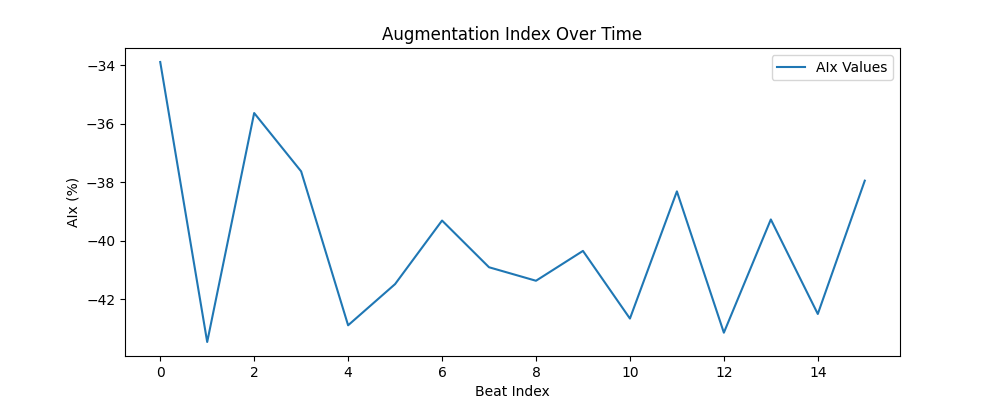 Augmentation Index Over Time
AIx Values
−34
−36
−38
−40
−42
AIx (%)
0 2 4 6 8 10 12 14
Beat Index